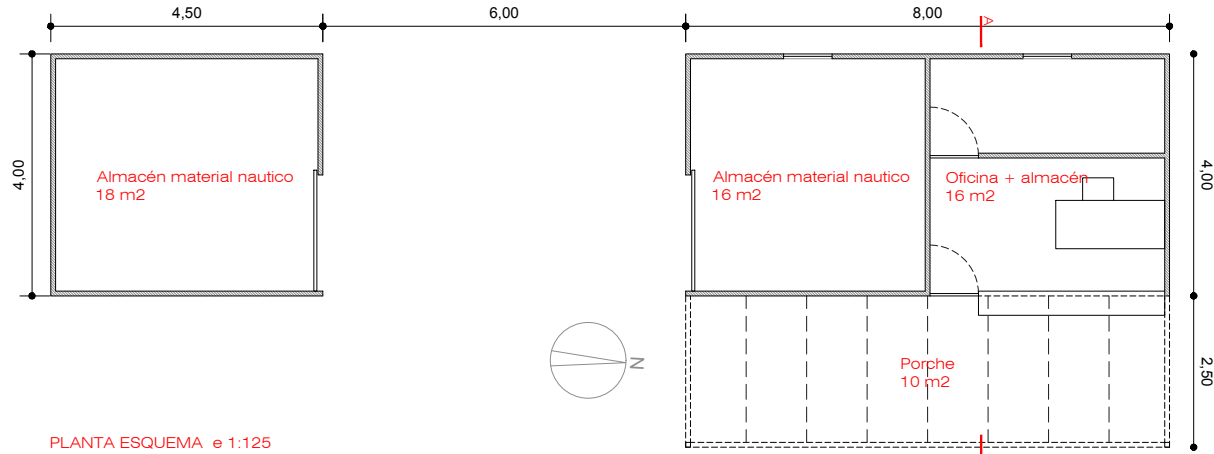 4,50
6,00
8,00
A
4,00
Almacén material nautico
18 m2
Almacén material nautico
16 m2
Oficina + almacén
16 m2
4,00
N
Porche
10 m2
2,50
PLANTA ESQUEMA e 1:125